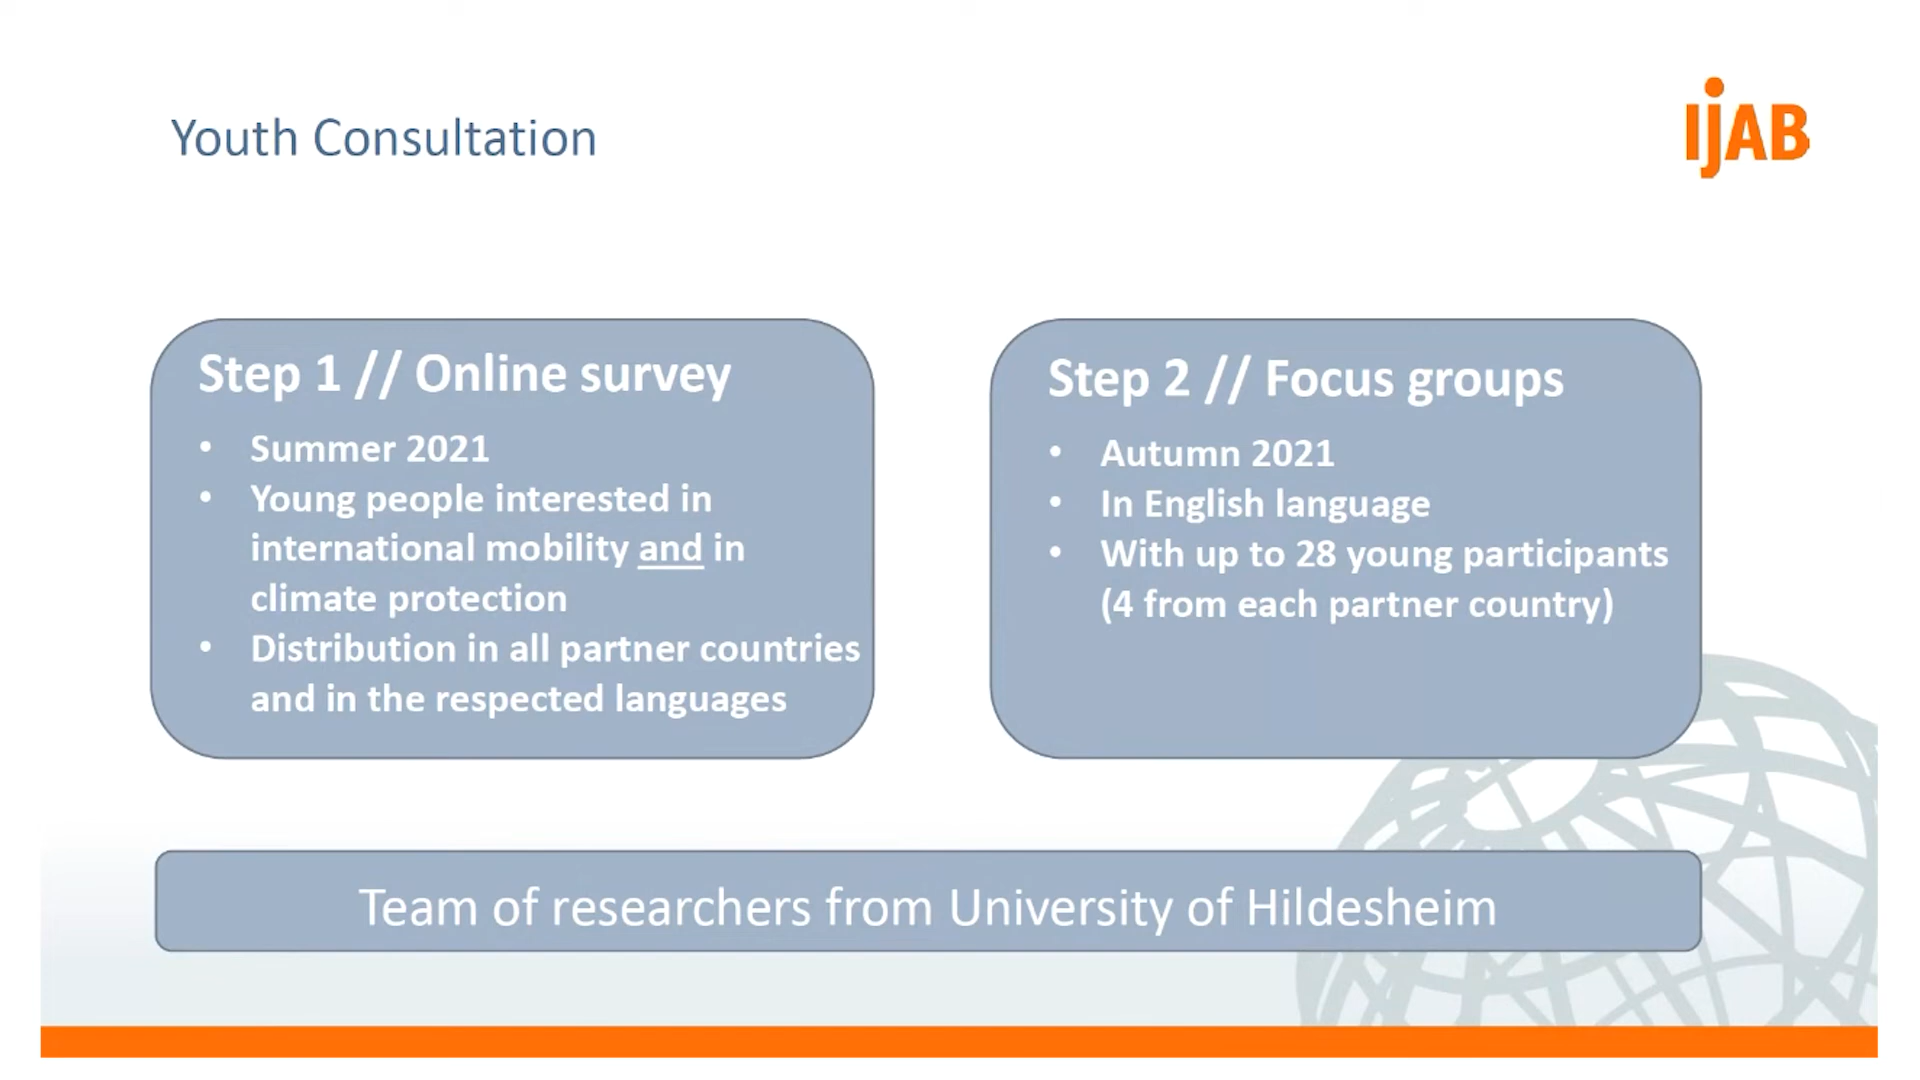 Youth Consultation
IjAB
Step 1 // Online survey
• Summer 2021
• Young people interested in
international mobility and in
climate protection
• Distribution in all partner countries
and in the respected languages
Step 2 // Focus groups
• Autumn 2021
• In English language
• With up to 28 young participants
(4 from each partner country)
Team of researchers from University of Hildesheim